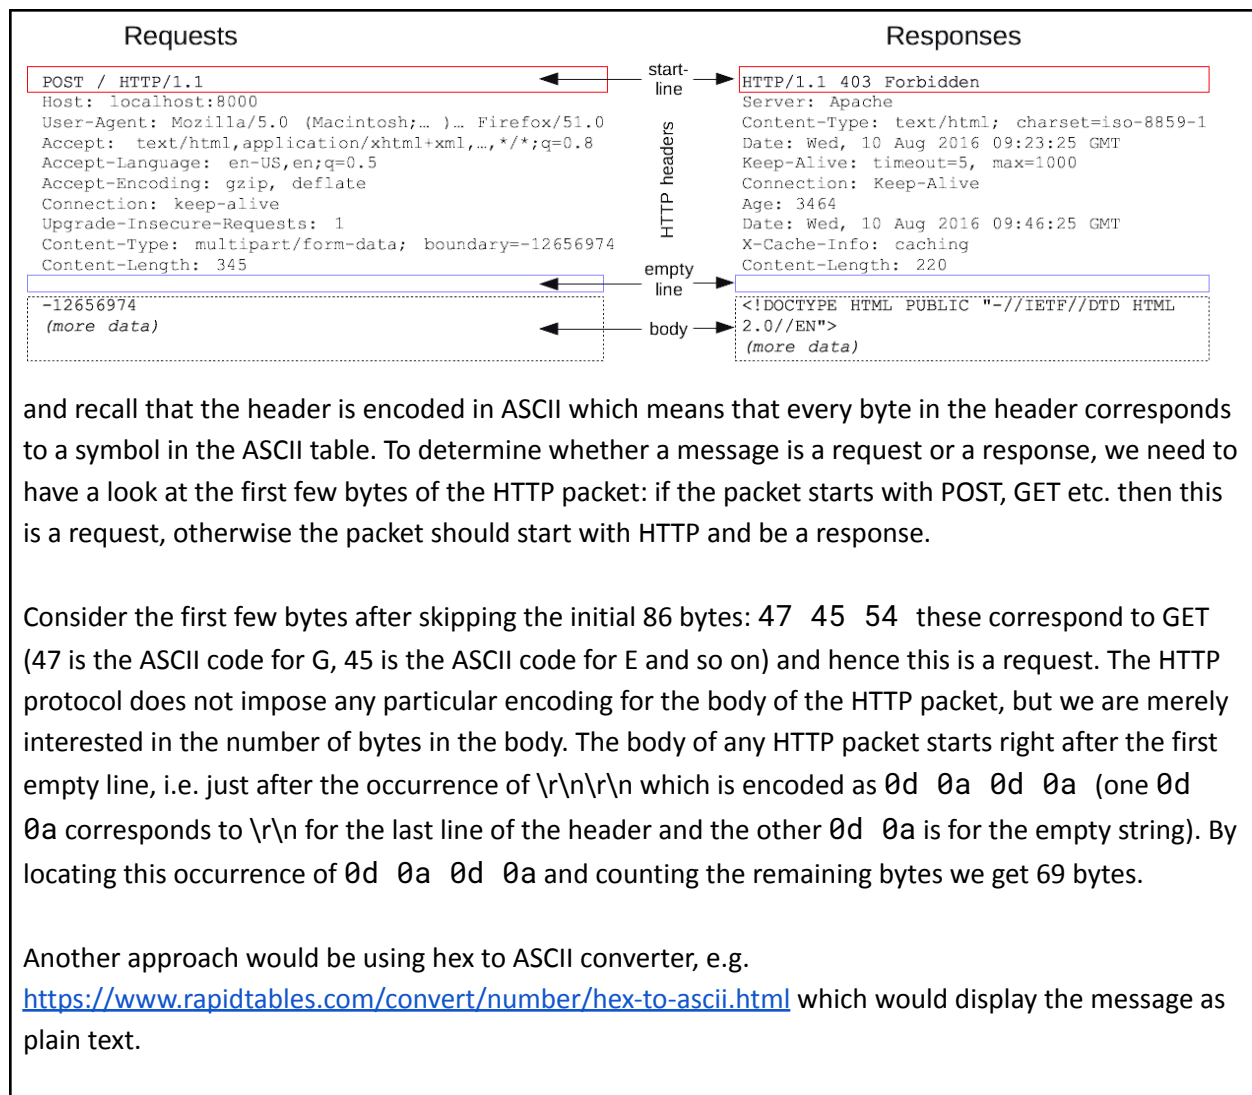 Requests
Responses
POST / HTTP/1.1
Host: localhost:8000
User-Agent: Mozilla/5.0 (Macintosh;… )… Firefox/51.0
Accept: text/html,application/xhtml+xml,…,*/*;q=0.8
Accept-Language: en-US,en;q=0.5
Accept-Encoding: gzip, deflate
Connection: keep-alive
Upgrade-Insecure-Requests: 1
Content-Type: multipart/form-data; boundary=-12656974
Content-Length: 345
-12656974
(more data)
start-
line
HTTP headers
empty
line
body
HTTP/1.1 403 Forbidden
Server: Apache
Content-Type: text/html; charset=iso-8859-1
Date: Wed, 10 Aug 2016 09:23:25 GMT
Keep-Alive: timeout=5, max=1000
Connection: Keep-Alive
Age: 3464
Date: Wed, 10 Aug 2016 09:46:25 GMT
X-Cache-Info: caching
Content-Length: 220
<!DOCTYPE HTML PUBLIC "-//IETF//DTD HTML
2.0//EN">
(more data)
and recall that the header is encoded in ASCII which means that every byte in the header corresponds
to a symbol in the ASCII table. To determine whether a message is a request or a response, we need to
have a look at the first few bytes of the HTTP packet: if the packet starts with POST, GET etc. then this
is a request, otherwise the packet should start with HTTP and be a response.
Consider the first few bytes after skipping the initial 86 bytes: 47 45 54 these correspond to GET
(47 is the ASCII code for G, 45 is the ASCII code for E and so on) and hence this is a request. The HTTP
protocol does not impose any particular encoding for the body of the HTTP packet, but we are merely
interested in the number of bytes in the body. The body of any HTTP packet starts right after the first
empty line, i.e. just after the occurrence of \r\n\r\n which is encoded as 0d 0a 0d 0a (one 0d
0a corresponds to \r\n for the last line of the header and the other 0d 0a is for the empty string). By
locating this occurrence of 0d 0a 0d 0a and counting the remaining bytes we get 69 bytes.
Another approach would be using hex to ASCII converter, e.g.
https://www.rapidtables.com/convert/number/hex-to-ascii.html which would display the message as
plain text.